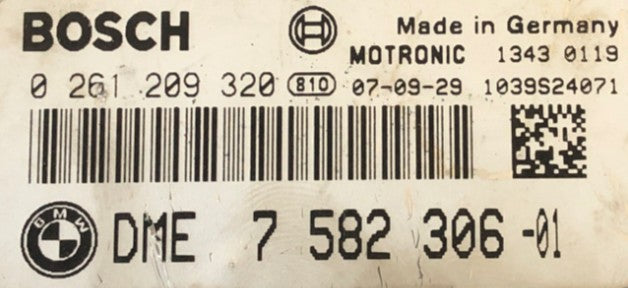 BOSCH Made in Germany
MOTRONIC 1343 0119
0 261 209 320 810 07-09-29 1039S24071
BMW DME 7 582 306-01